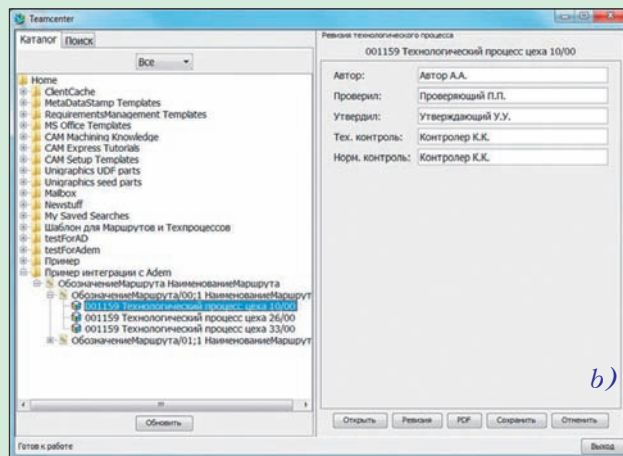 Teamcenter
Каталог Поиск
Все
Home
ClientCache
MetaDataStamp Templates
RequirementsManagement Templates
MS Office Templates
CAM Machining Knowledge
CAM Express Tutorials
CAM Setup Templates
Unigraphics UDF parts
Unigraphics seed parts
Mailbox
Newstuff
My Saved Searches
Шаблон для Маршрутов и Техпроцессов
testForAD
testForAdem
Пример
Пример интеграции с Adem
ОбозначениеМаршрута НаименованиеМаршрута
ОбозначениеМаршрута/00;1 НаименованиеМаршрут
001159 Технологический процесс цеха 10/00
001159 Технологический процесс цеха 26/00
001159 Технологический процесс цеха 33/00
ОбозначениеМаршрута/01;1 НаименованиеМаршрут
Обновить
Готов к работе
Ревизия технологического процесса
001159 Технологический процесс цеха 10/00
Автор: Автор А.А.
Проверил: Проверяющий П.П.
Утвердил: Утверждающий У.У.
Тех. контроль: Контролер К.К.
Норм. контроль: Контролер К.К.
b)
Открыть Ревизия PDF Сохранить Отменить
Выход